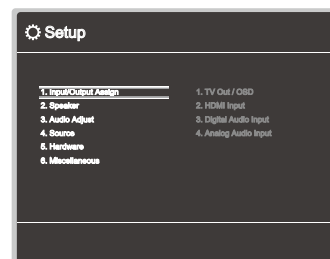 Setup
1. Input/Output Assign
2. Speaker
3. Audio Adjust
4. Source
5. Hardware
6. Miscellaneous
1. TV Out / OSD
2. HDMI Input
3. Digital Audio Input
4. Analog Audio Input